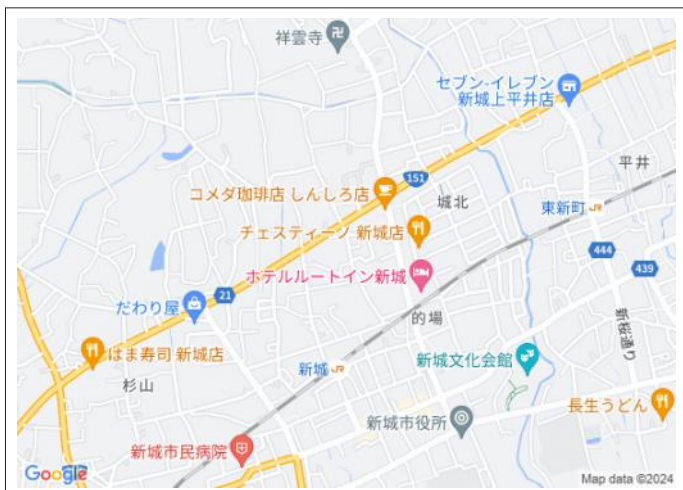 祥雲寺
セブン-イレブン
新城上平井店
平井
151
コメダ珈琲店 しんしろ店
城北
東新町
JR
チェスティーノ 新城店
444
ホテルルートイン新城
439
21
だわり屋
的場
新桜通り
はま寿司 新城店
新城
JR
新城文化会館
杉山
長生うどん
新城市役所
新城市民病院
Google
Map data ©2024